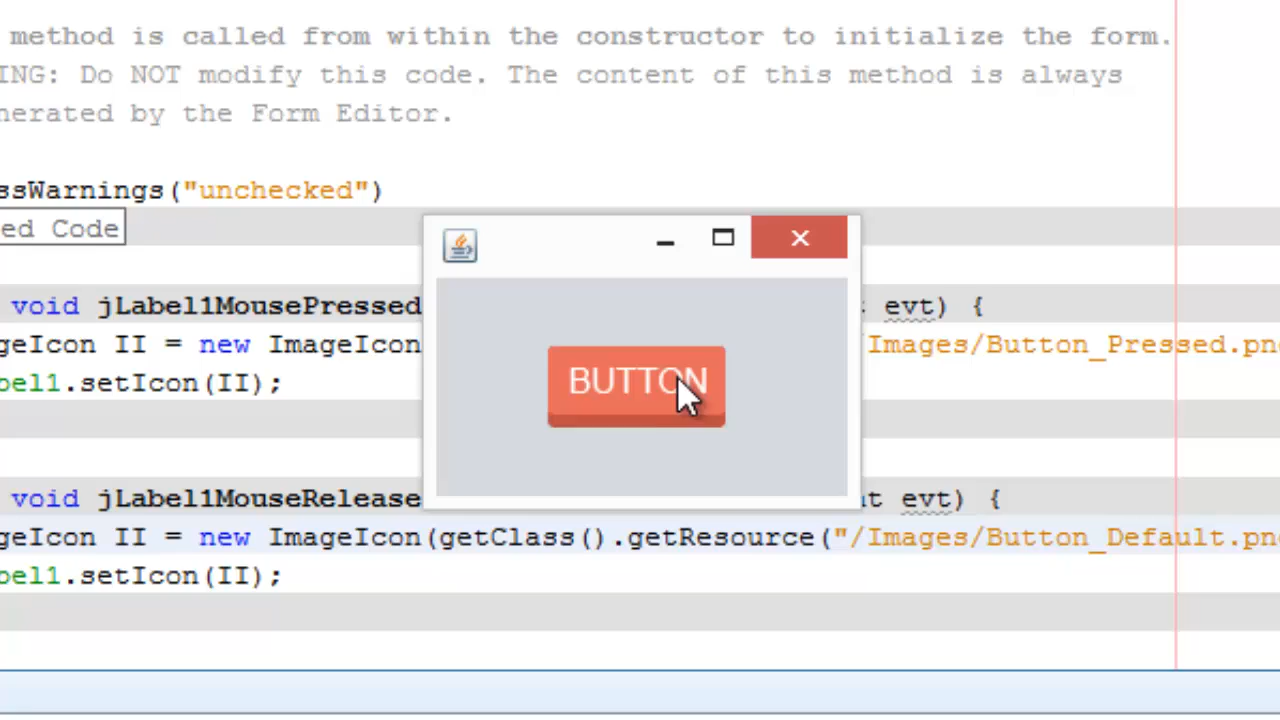 method is called from within the constructor to initialize the form.
ING: Do NOT modify this code. The content of this method is always
nerated by the Form Editor.
ssWarnings("unchecked")
ed Code
void jLabel1MousePressed evt) {
geIcon II = new ImageIcon /Images/Button_Pressed.pn
bel1.setIcon(II);
BUTTON
void jLabel1MouseRelease t evt) {
geIcon II = new ImageIcon(getClass().getResource("/Images/Button_Default.pn
bel1.setIcon(II);